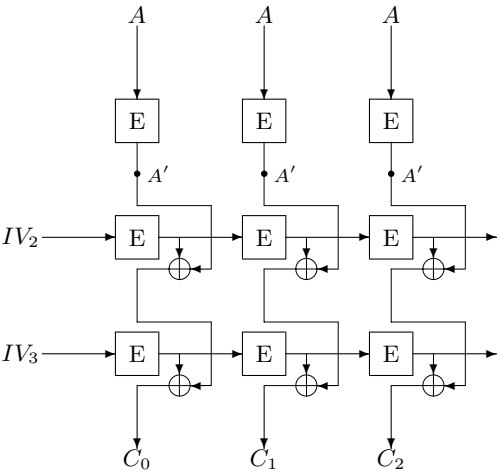 A A A
E E E
A′ A′ A′
IV₂ E E E
IV₃ E E E
C₀ C₁ C₂